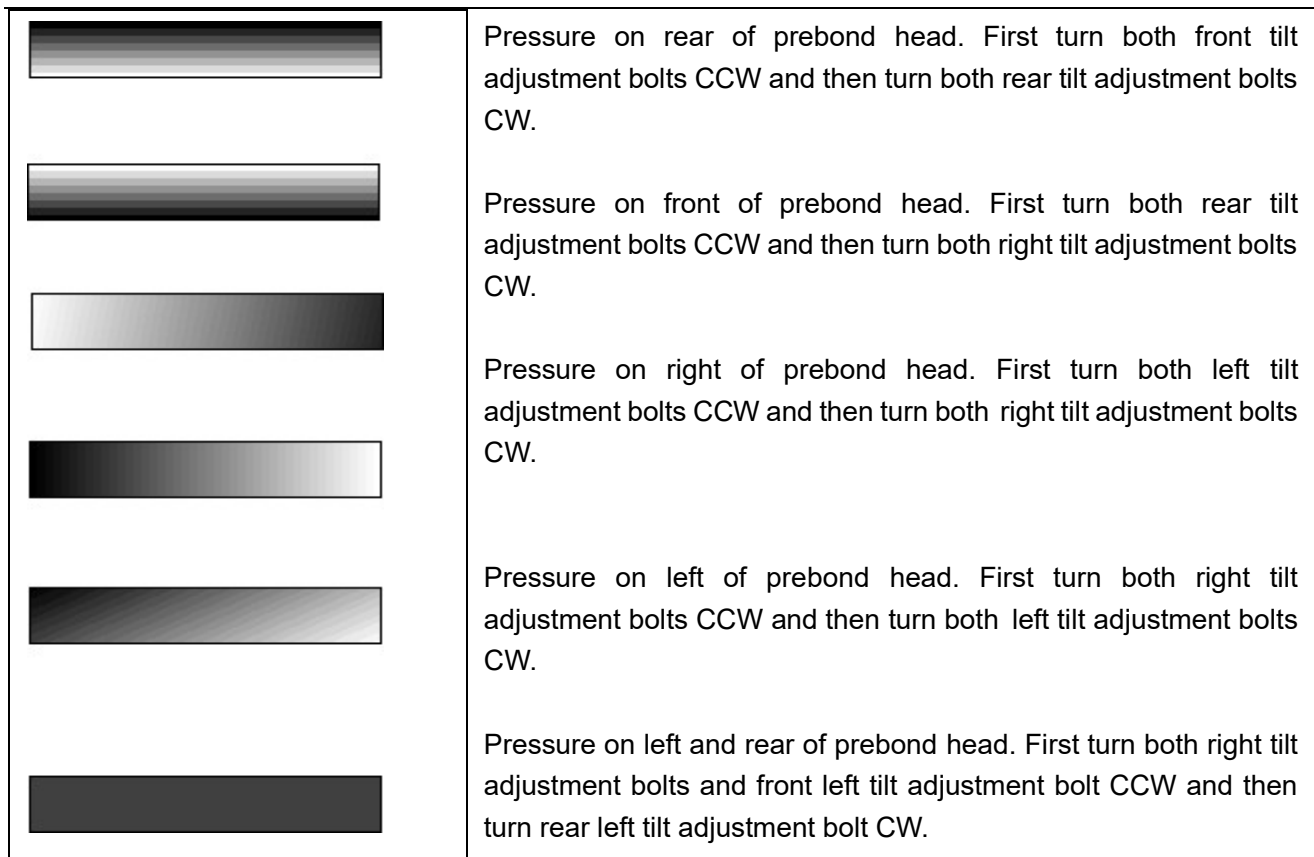 Pressure on rear of prebond head. First turn both front tilt
adjustment bolts CCW and then turn both rear tilt adjustment bolts
CW.
Pressure on front of prebond head. First turn both rear tilt
adjustment bolts CCW and then turn both right tilt adjustment bolts
CW.
Pressure on right of prebond head. First turn both left tilt
adjustment bolts CCW and then turn both right tilt adjustment bolts
CW.
Pressure on left of prebond head. First turn both right tilt
adjustment bolts CCW and then turn both left tilt adjustment bolts
CW.
Pressure on left and rear of prebond head. First turn both right tilt
adjustment bolts and front left tilt adjustment bolt CCW and then
turn rear left tilt adjustment bolt CW.